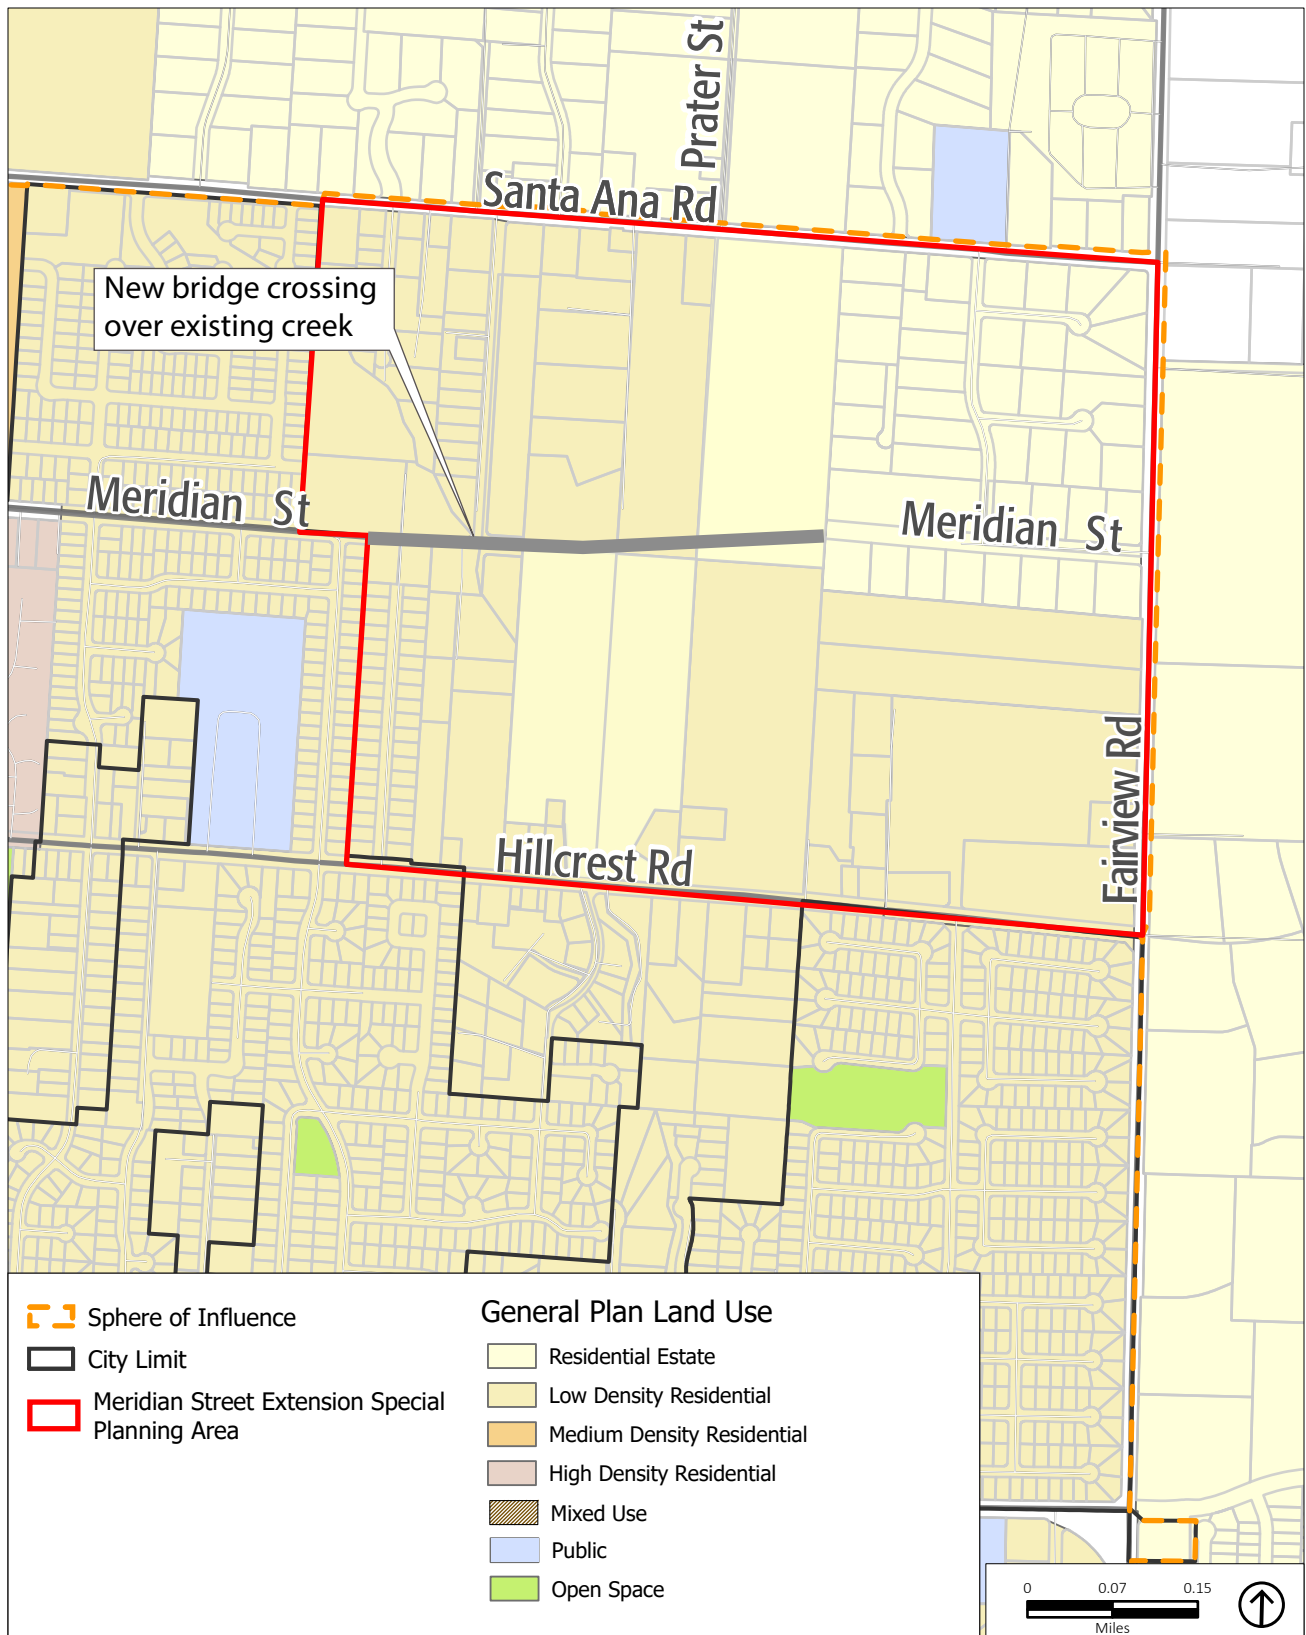 Prater St
Santa Ana Rd
New bridge crossing
over existing creek
Meridian St
Meridian St
Fairview Rd
Hillcrest Rd
Sphere of Influence
City Limit
Meridian Street Extension Special
Planning Area
General Plan Land Use
Residential Estate
Low Density Residential
Medium Density Residential
High Density Residential
Mixed Use
Public
Open Space
0 0.07 0.15
Miles